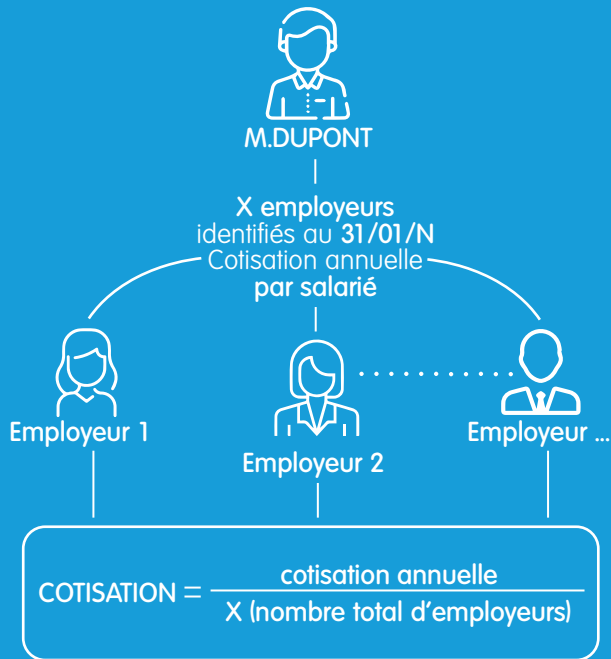 M.DUPONT
X employeurs
identifiés au 31/01/N
Cotisation annuelle
par salarié
Employeur 1
Employeur 2
Employeur ...
COTISATION = cotisation annuelle
X (nombre total d'employeurs)